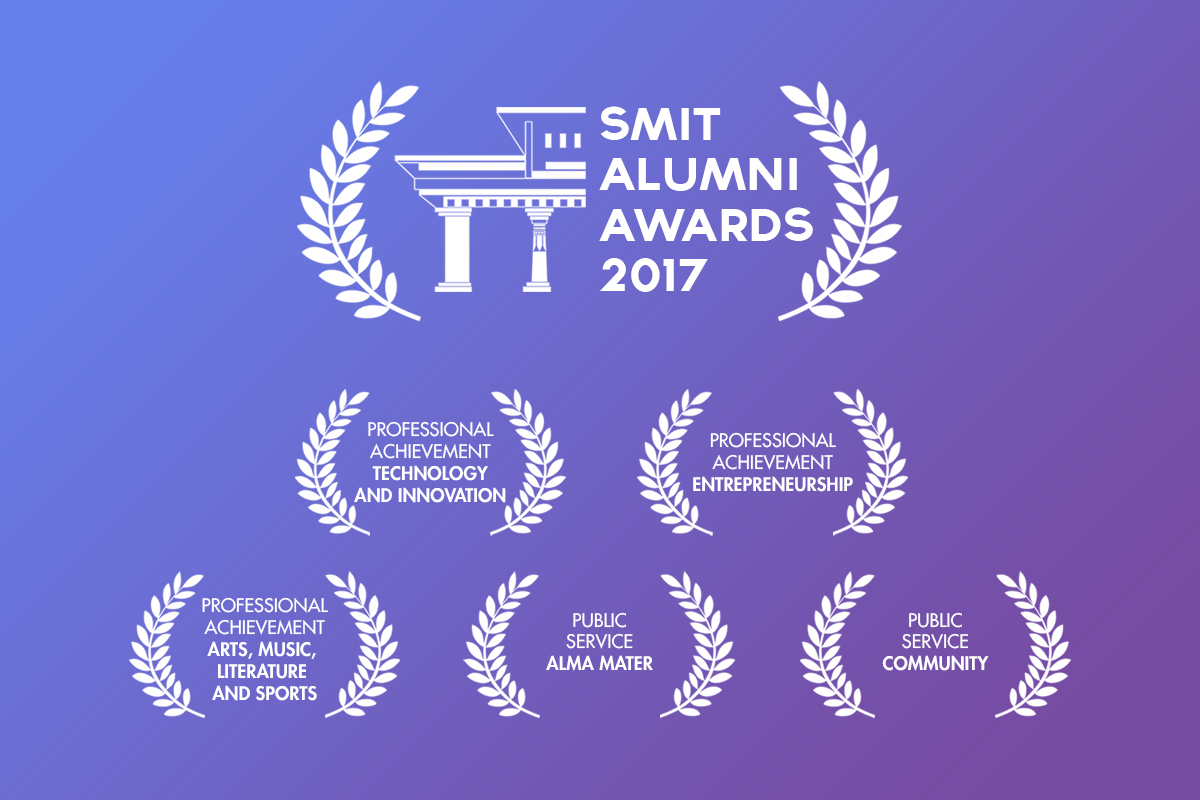 SMIT
ALUMNI
AWARDS
2017
PROFESSIONAL
ACHIEVEMENT
TECHNOLOGY
AND INNOVATION
PROFESSIONAL
ACHIEVEMENT
ENTREPRENEURSHIP
PROFESSIONAL
ACHIEVEMENT
ARTS, MUSIC,
LITERATURE
AND SPORTS
PUBLIC
SERVICE
ALMA MATER
PUBLIC
SERVICE
COMMUNITY